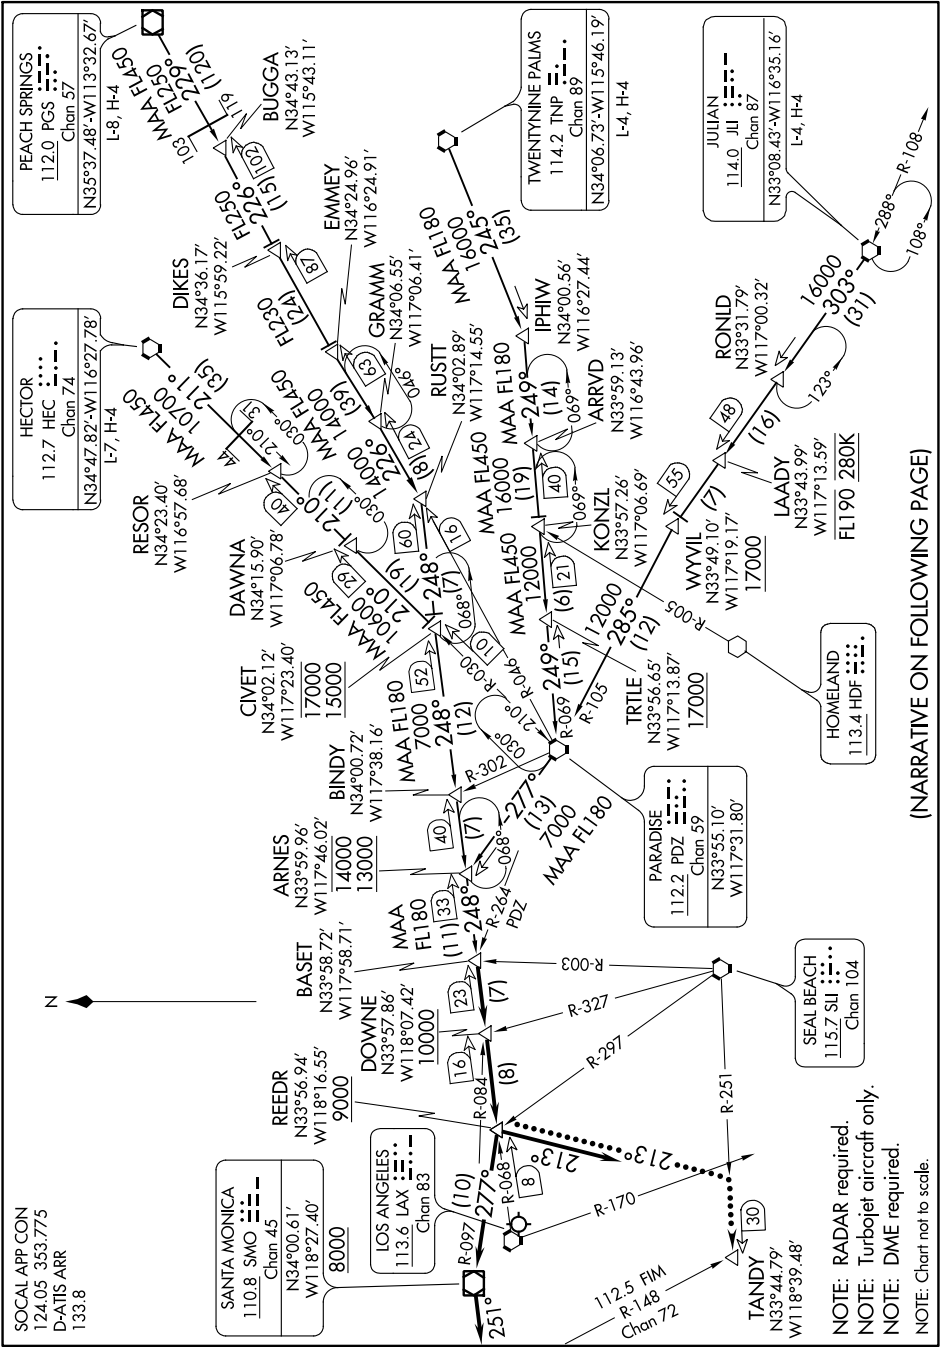 SOCAL APP CON
124.05 353.775
D-ATIS ARR
133.8
N
HECTOR
112.7 HEC
Chan 74
N34°47.82'-W116°27.78'
L-7, H-4
PEACH SPRINGS
112.0 PGS
Chan 57
N35°37.48'-W113°32.67'
L-8, H-4
MAA FL450
FL250
229°
(120)
103
119
BUGGA
N34°43.13'
W115°43.11'
102
FL250
226°
(15)
DIKES
N34°36.17'
W115°59.22'
87
FL230
(24)
EMMEY
N34°24.96'
W116°24.91'
63
MAA FL450
14000
(39)
046°
GRAMM
N34°06.55'
W117°06.41'
24
14000
226°
(8)
RUSTT
N34°02.89'
W117°14.55'
16
60
MAA FL450
10700
211°
(35)
44
31
RESOR
N34°23.40'
W116°57.68'
210°
030°
40
210°
(11)
DAWNA
N34°15.90'
W117°06.78'
030°
29
MAA FL450
10600
210°
(19)
CIVET
N34°02.12'
W117°23.40'
17000
15000
248°
(7)
068°
10
R-030
R-046
52
MAA FL180
7000
248°
(12)
BINDY
N34°00.72'
W117°38.16'
40
(7)
R-302
ARNES
N33°59.96'
W117°46.02'
14000
13000
068°
33
MAA
FL180
(11)
248°
R-264
PDZ
BASET
N33°58.72'
W117°58.71'
23
(7)
DOWNE
N33°57.86'
W118°07.42'
10000
16
(8)
R-084
REEDR
N33°56.94'
W118°16.55'
9000
8
R-068
(10)
277°
R-097
213°
213°
251°
SANTA MONICA
110.8 SMO
Chan 45
N34°00.61'
W118°27.40'
8000
LOS ANGELES
113.6 LAX
Chan 83
R-170
112.5 FIM
R-148
Chan 72
30
TANDY
N33°44.79'
W118°39.48'
R-003
R-327
R-297
R-251
SEAL BEACH
115.7 SLI
Chan 104
TWENTYNINE PALMS
114.2 TNP
Chan 89
N34°06.73'-W115°46.19'
L-4, H-4
MAA FL180
16000
245°
(35)
IPHIW
N34°00.56'
W116°27.44'
MAA FL180
249°
(14)
069°
ARRVD
N33°59.13'
W116°43.96'
40
MAA FL450
16000
(19)
069°
KONZL
N33°57.26'
W117°06.69'
21
MAA FL450
12000
(6)
TRTLE
N33°56.65'
W117°13.87'
17000
249°
(15)
R-069
R-105
210°
030°
277°
(13)
7000
MAA FL180
PARADISE
112.2 PDZ
Chan 59
N33°55.10'
W117°31.80'
JULIAN
114.0 JLI
Chan 87
N33°08.43'-W116°35.16'
L-4, H-4
R-108
288°
108°
16000
303°
(31)
RONLD
N33°31.79'
W117°00.32'
123°
48
(16)
LAADY
N33°43.99'
W117°13.59'
FL190 280K
55
(7)
WYVIL
N33°49.10'
W117°19.17'
17000
12000
285°
(12)
R-005
HOMELAND
113.4 HDF
NOTE: RADAR required.
NOTE: Turbojet aircraft only.
NOTE: DME required.
NOTE: Chart not to scale.
(NARRATIVE ON FOLLOWING PAGE)